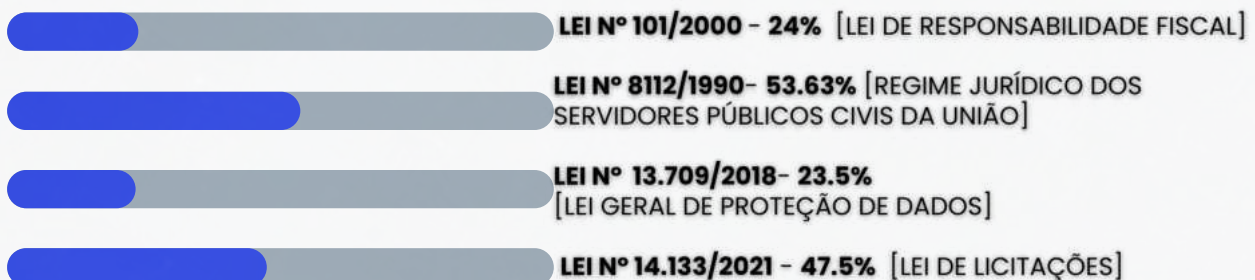 LEI Nº 101/2000 - 24% [LEI DE RESPONSABILIDADE FISCAL]
LEI Nº 8112/1990- 53.63% [REGIME JURÍDICO DOS
SERVIDORES PÚBLICOS CIVIS DA UNIÃO]
LEI Nº 13.709/2018- 23.5%
[LEI GERAL DE PROTEÇÃO DE DADOS]
LEI Nº 14.133/2021 - 47.5% [LEI DE LICITAÇÕES]